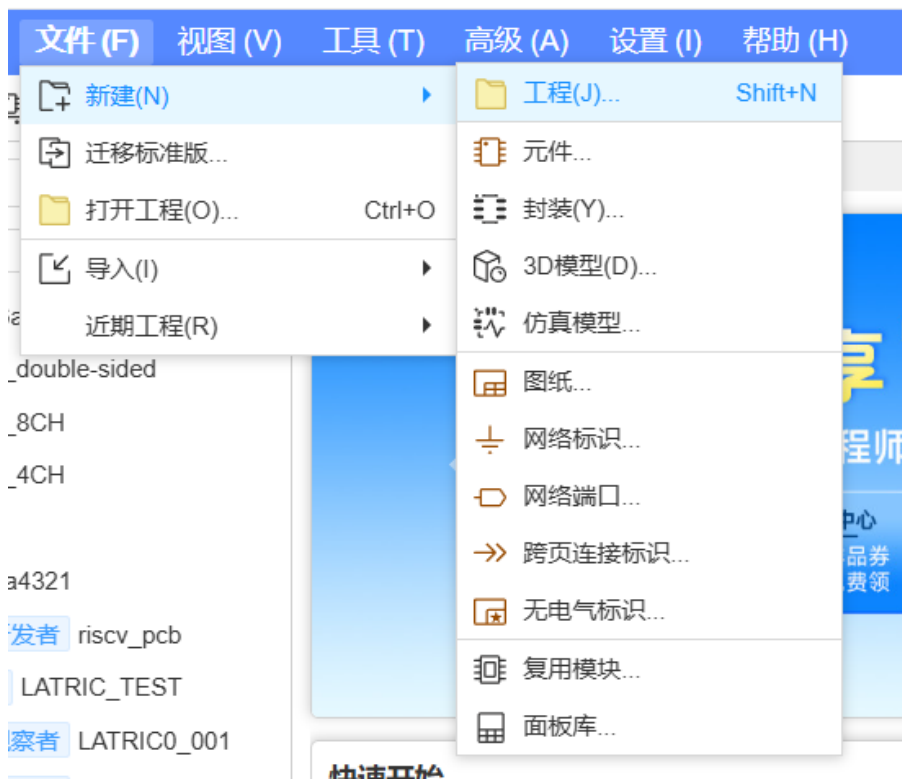 文件 (F) 视图 (V) 工具 (T) 高级 (A) 设置 (I) 帮助 (H)
新建(N)
迁移标准版...
打开工程(O)... Ctrl+O
导入(I)
近期工程(R)
工程(J)... Shift+N
元件...
封装(Y)...
3D模型(D)...
仿真模型...
图纸...
网络标识...
网络端口...
跨页连接标识...
无电气标识...
复用模块...
面板库...
_double-sided
_8CH
_4CH
a4321
发者 riscv_pcb
LATRIC_TEST
察者 LATRIC0_001
享
程师
中心
品券
费领
快速开始